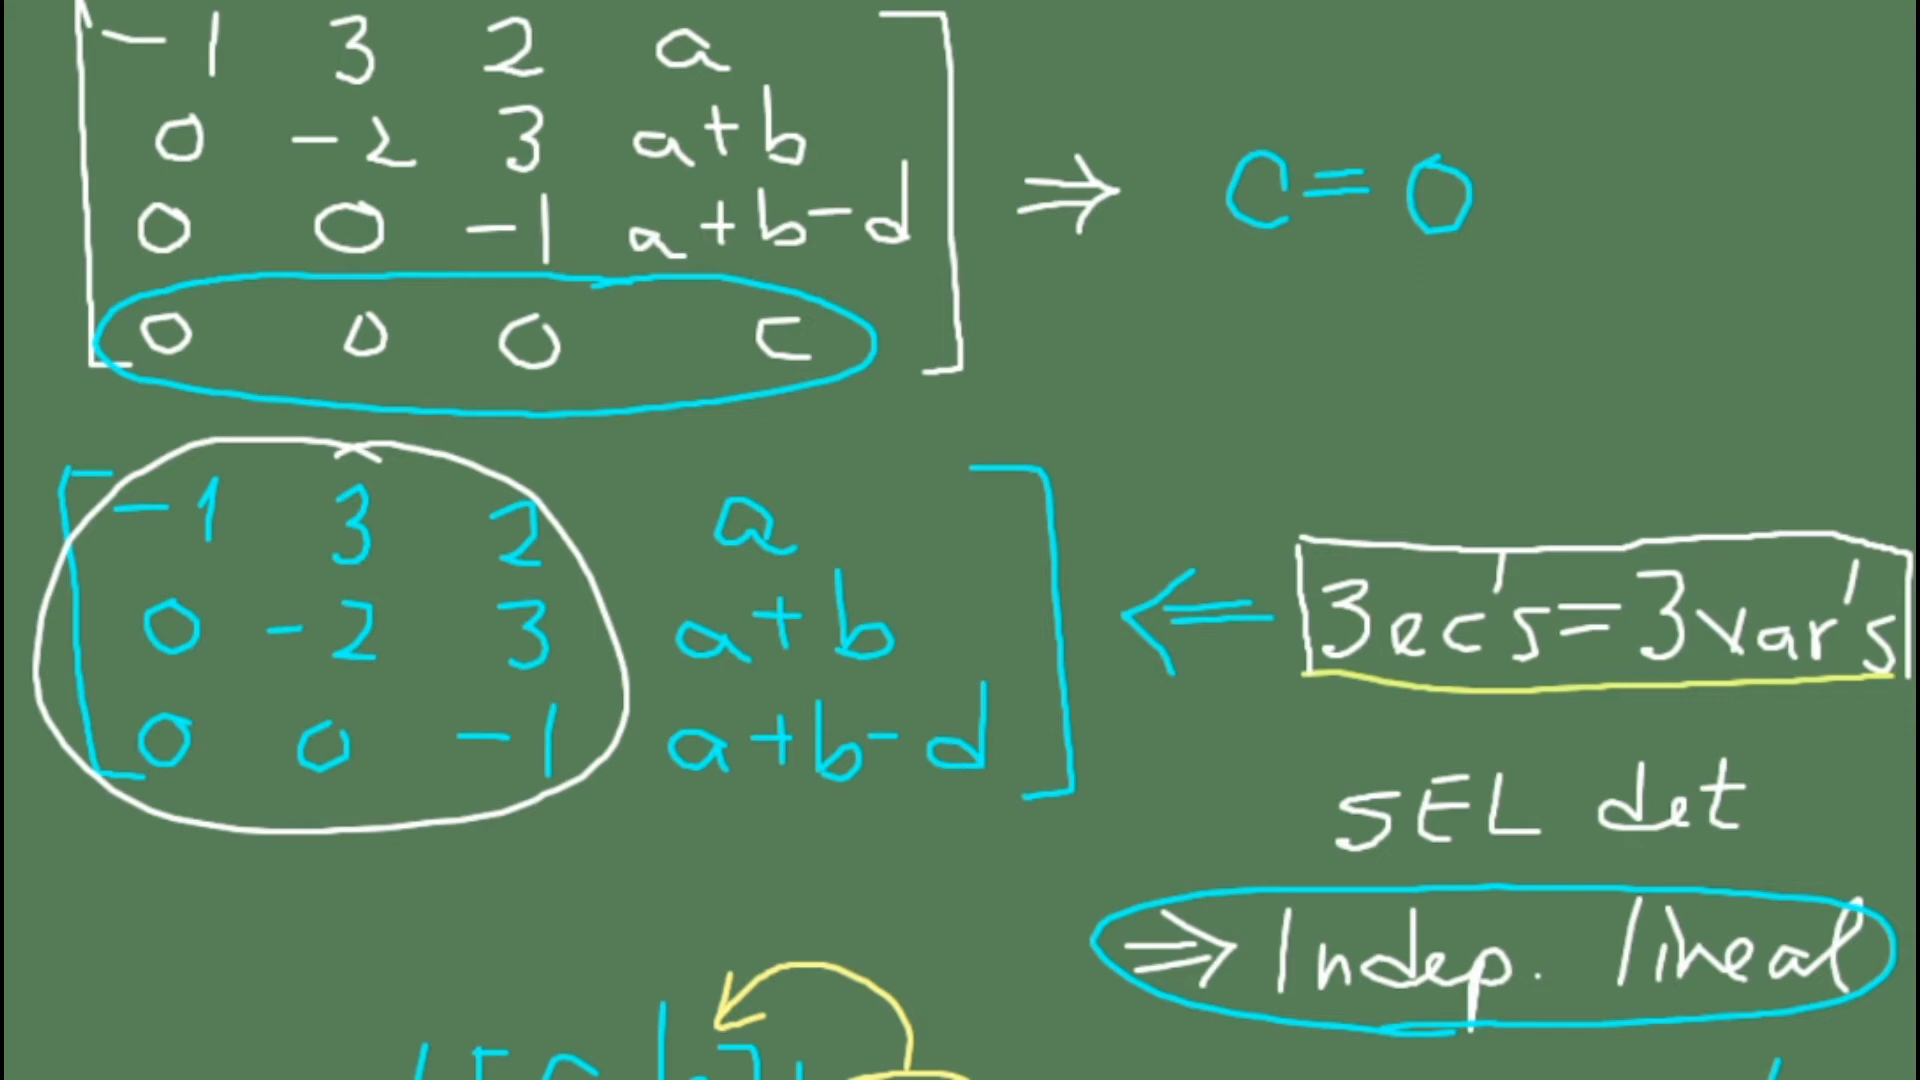 -1 3 2 a
0 -2 3 a+b
0 0 -1 a+b-d
0 0 0 c
⇒ c=0
-1 3 2 a
0 -2 3 a+b
0 0 -1 a+b-d
⇐ 3ec's=3var's
SEL det
⇒ Indep. lineal